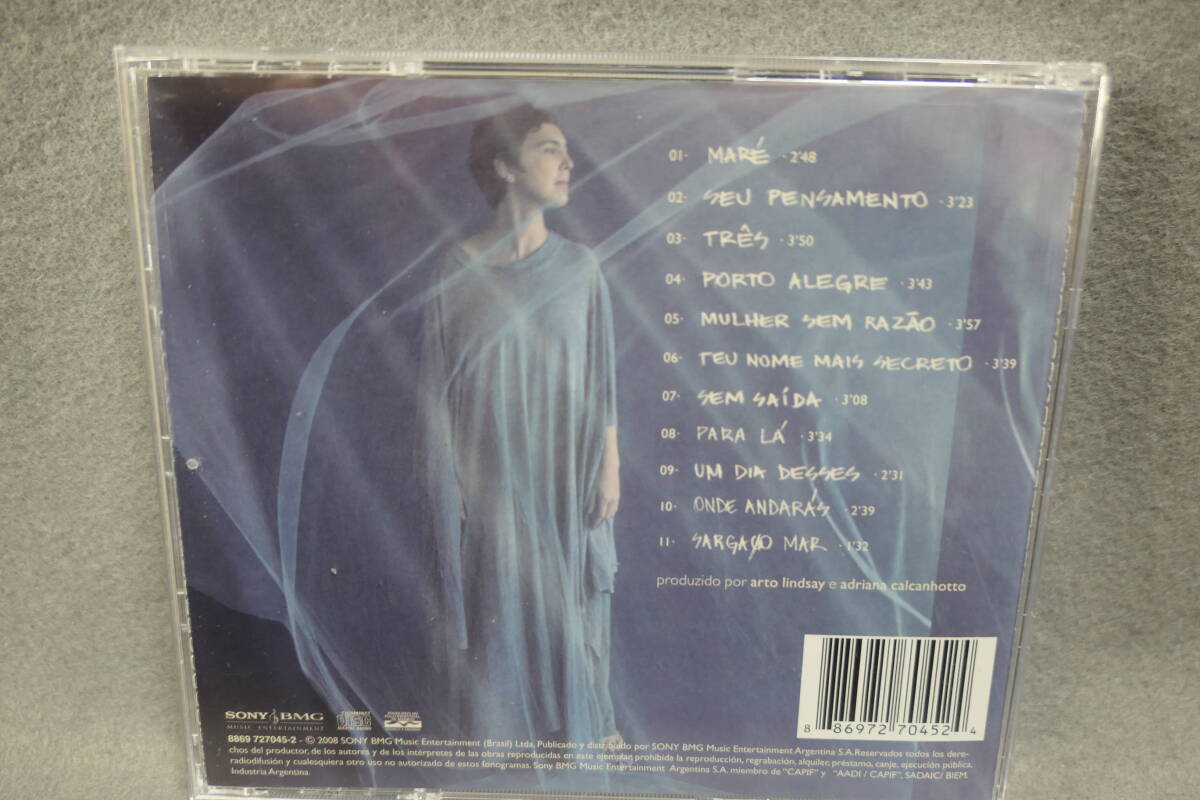 01· MARÉ · 2'48
02· SEU PENSAMENTO · 3'23
03· TRÊS · 3'50
04· PORTO ALEGRE · 3'43
05· MULHER SEM RAZÃO · 3'57
06· TEU NOME MAIS SECRETO · 3'39
07· SEM SAÍDA · 3'08
08· PARA LÁ · 3'34
09· UM DIA DESSES · 2'31
10· ONDE ANDARÁS · 2'39
11· SARGAÇO MAR · 1'32
produzido por arto lindsay e adriana calcanhotto
8 86972 70452 4
SONY BMG
MUSIC ENTERTAINMENT
COMPACT
DISC
DIGITAL AUDIO
8869 727045-2 - © 2008 SONY BMG Music Entertainment (Brasil) Ltda. Publicado y distribuido por SONY BMG Music Entertainment Argentina S.A. Reservados todos los dere-
chos del productor, de los autores y de los intérpretes de las obras reproducidas en este ejemplar, prohibida la reproducción, regrabación, alquiler, préstamo, canje, ejecución pública,
radiodifusión y cualesquiera otro uso no autorizado de estos fonogramas. Sony BMG Music Entertainment Argentina S.A. miembro de "CAPIF" y "AADI / CAPIF", SADAIC/ BIEM.
Industria Argentina.